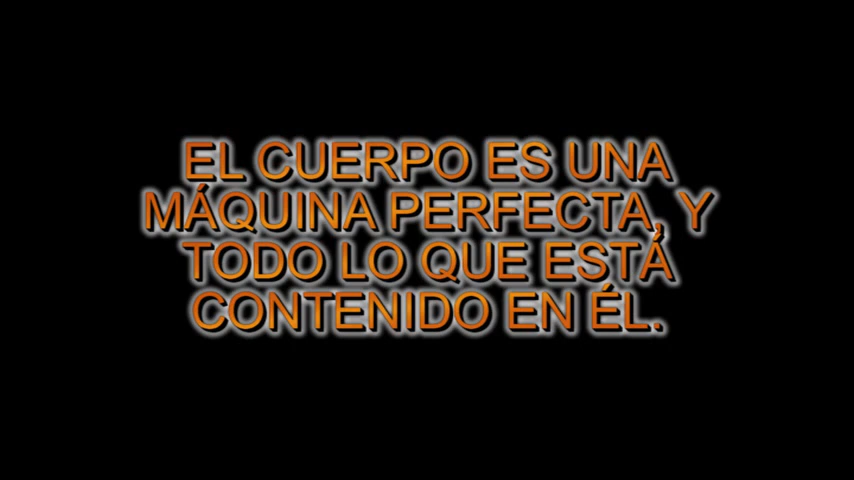 EL CUERPO ES UNA
MÁQUINA PERFECTA, Y
TODO LO QUE ESTÁ
CONTENIDO EN ÉL.